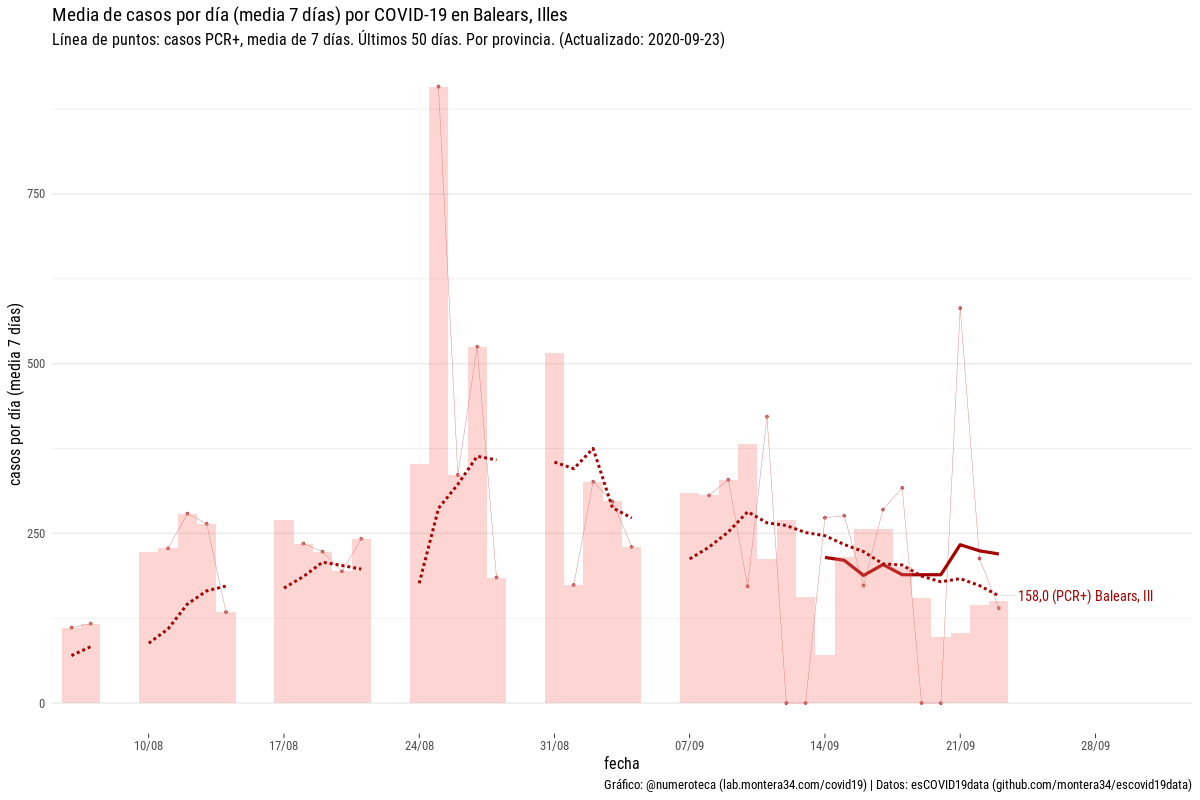 Media de casos por día (media 7 días) por COVID-19 en Balears, Illes
Línea de puntos: casos PCR+, media de 7 días. Últimos 50 días. Por provincia. (Actualizado: 2020-09-23)
casos por día (media 7 días)
750
500
250
0
158,0 (PCR+) Balears, Ill
10/08
17/08
24/08
31/08
07/09
14/09
21/09
28/09
fecha
Gráfico: @numeroteca (lab.montera34.com/covid19) | Datos: esCOVID19data (github.com/montera34/escovid19data)